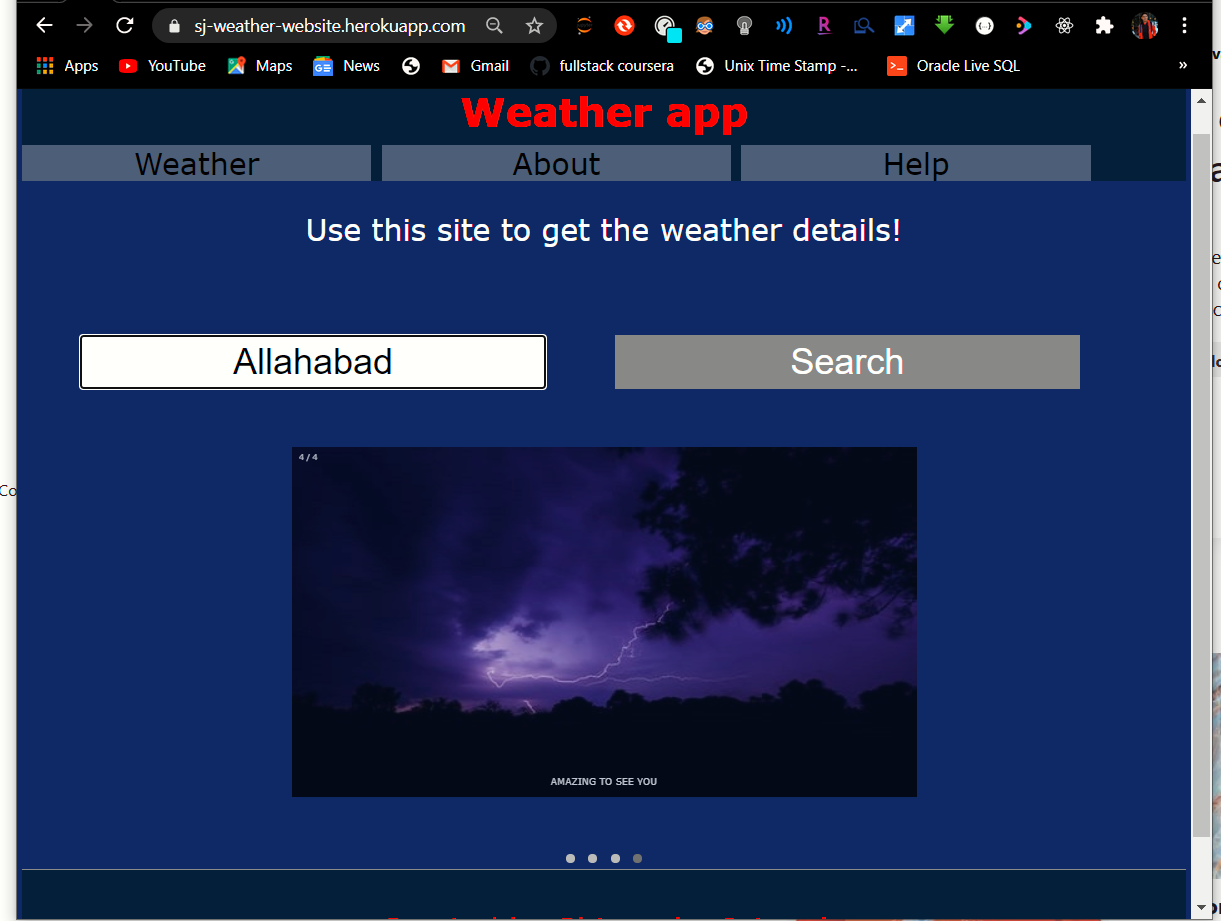 sj-weather-website.herokuapp.com
Apps YouTube Maps News Gmail fullstack coursera Unix Time Stamp -... Oracle Live SQL »
Weather app
Weather About Help
Use this site to get the weather details!
Allahabad Search
4 / 4
AMAZING TO SEE YOU
Co